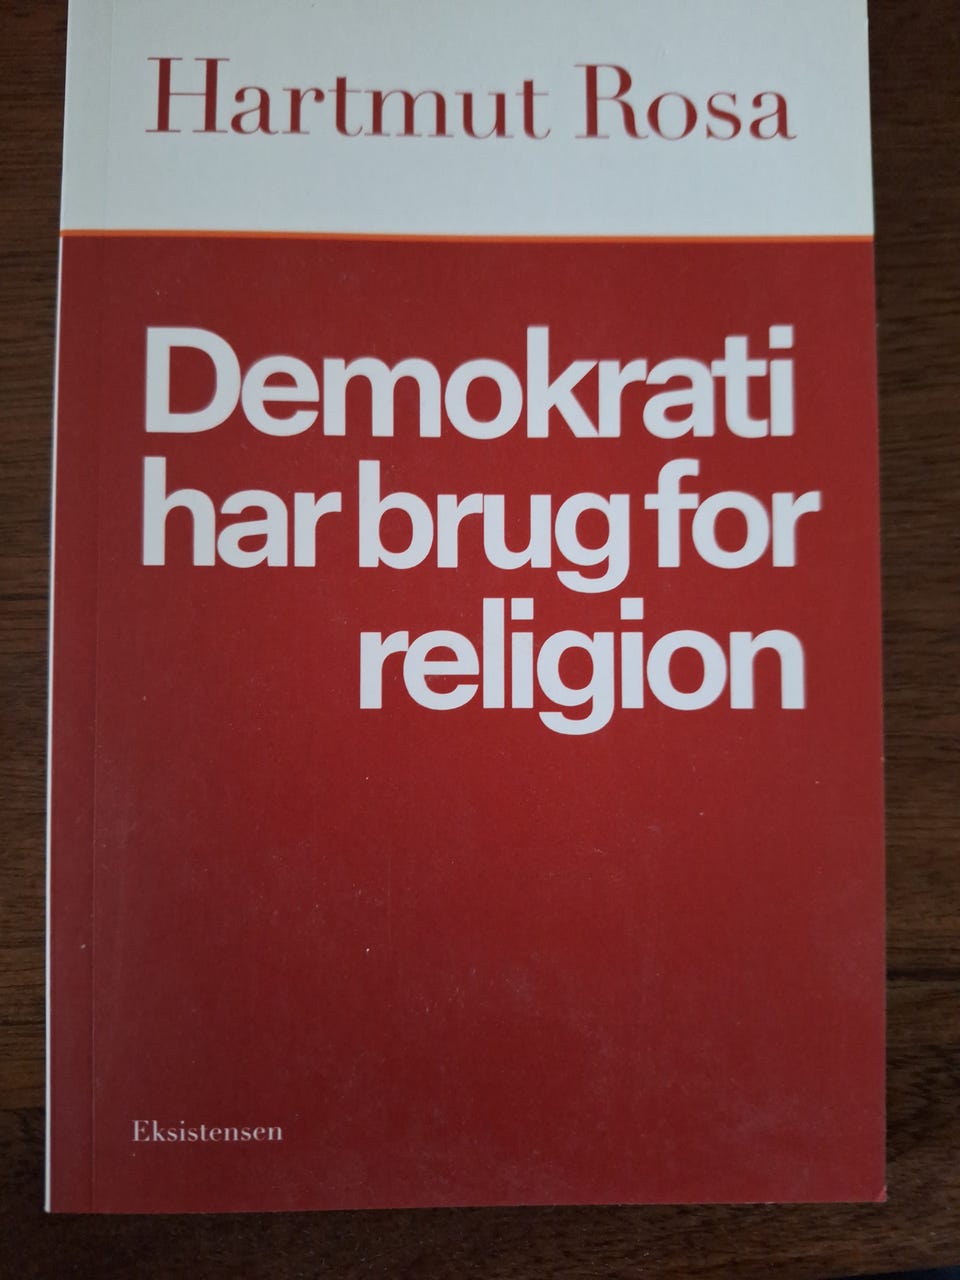 Hartmut Rosa
Demokrati
har brug for
religion
Eksistensen